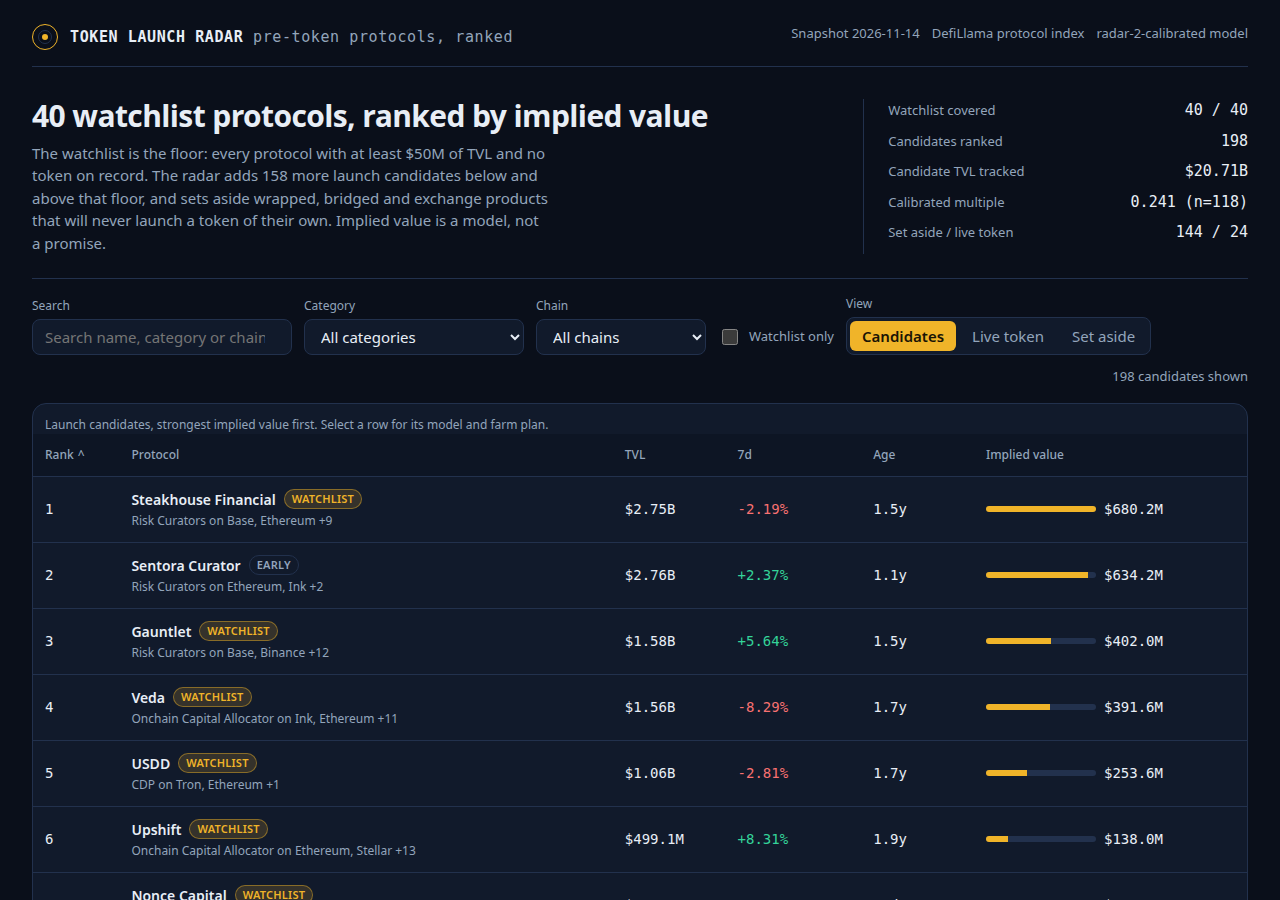 TOKEN LAUNCH RADAR pre-token protocols, ranked
Snapshot 2026-11-14 DefiLlama protocol index radar-2-calibrated model
40 watchlist protocols, ranked by implied value
The watchlist is the floor: every protocol with at least $50M of TVL and no
token on record. The radar adds 158 more launch candidates below and
above that floor, and sets aside wrapped, bridged and exchange products
that will never launch a token of their own. Implied value is a model, not
a promise.
Watchlist covered 40 / 40
Candidates ranked 198
Candidate TVL tracked $20.71B
Calibrated multiple 0.241 (n=118)
Set aside / live token 144 / 24
Search Category Chain View
Search name, category or chain All categories All chains Watchlist only Candidates Live token Set aside
198 candidates shown
Launch candidates, strongest implied value first. Select a row for its model and farm plan.
Rank ^ Protocol TVL 7d Age Implied value
1 Steakhouse Financial WATCHLIST $2.75B -2.19% 1.5y $680.2M
Risk Curators on Base, Ethereum +9
2 Sentora Curator EARLY $2.76B +2.37% 1.1y $634.2M
Risk Curators on Ethereum, Ink +2
3 Gauntlet WATCHLIST $1.58B +5.64% 1.5y $402.0M
Risk Curators on Base, Binance +12
4 Veda WATCHLIST $1.56B -8.29% 1.7y $391.6M
Onchain Capital Allocator on Ink, Ethereum +11
5 USDD WATCHLIST $1.06B -2.81% 1.7y $253.6M
CDP on Tron, Ethereum +1
6 Upshift WATCHLIST $499.1M +8.31% 1.9y $138.0M
Onchain Capital Allocator on Ethereum, Stellar +13
Nonce Capital WATCHLIST